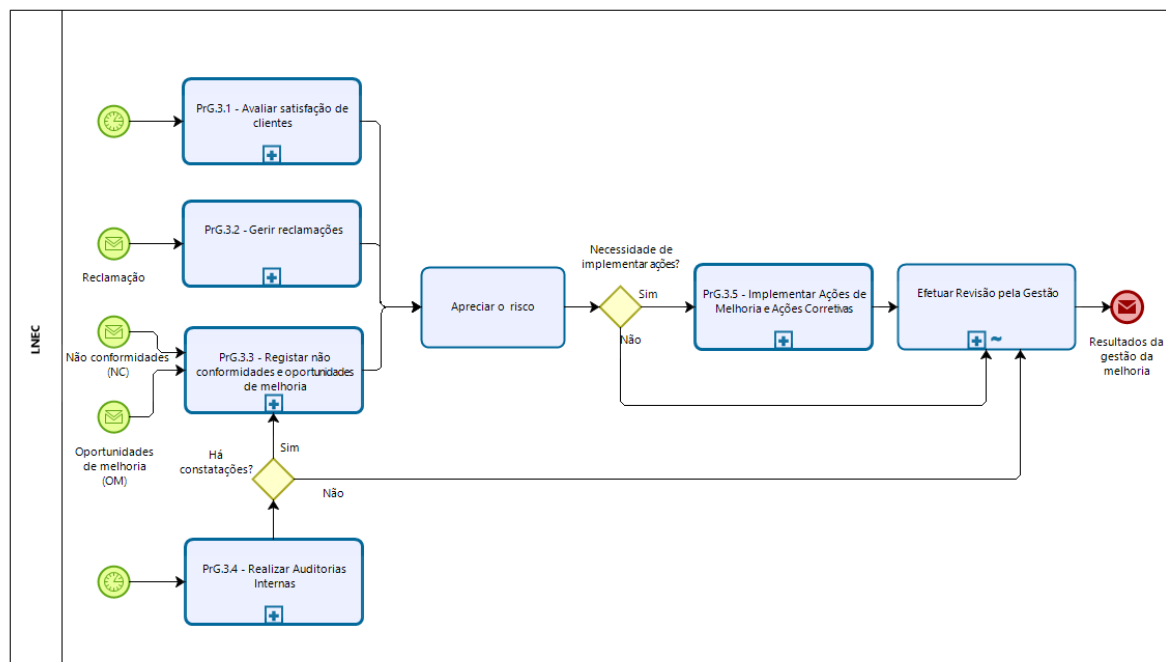 LNEC
PrG.3.1 - Avaliar satisfação de
clientes
PrG.3.2 - Gerir reclamações
Reclamação
Não conformidades
(NC)
PrG.3.3 - Registar não
conformidades e oportunidades
de melhoria
Oportunidades
de melhoria
(OM)
Há
constatações?
Sim
Não
PrG.3.4 - Realizar Auditorias
Internas
Apreciar o risco
Necessidade de
implementar ações?
Sim
Não
PrG.3.5 - Implementar Ações de
Melhoria e Ações Corretivas
Efetuar Revisão pela Gestão
Resultados da
gestão da
melhoria